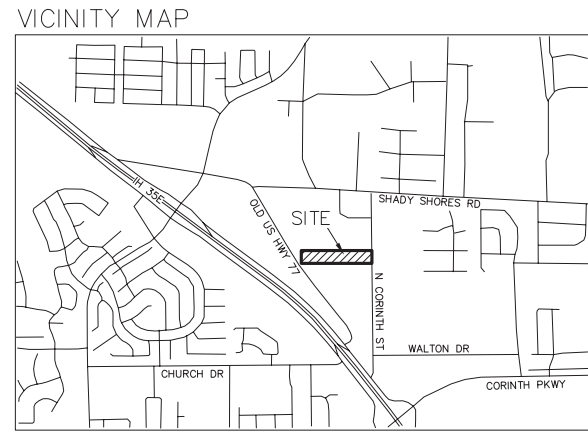 VICINITY MAP
IH 35E
OLD US HWY 77
SITE
SHADY SHORES RD
N CORINTH ST
WALTON DR
CHURCH DR
CORINTH PKWY